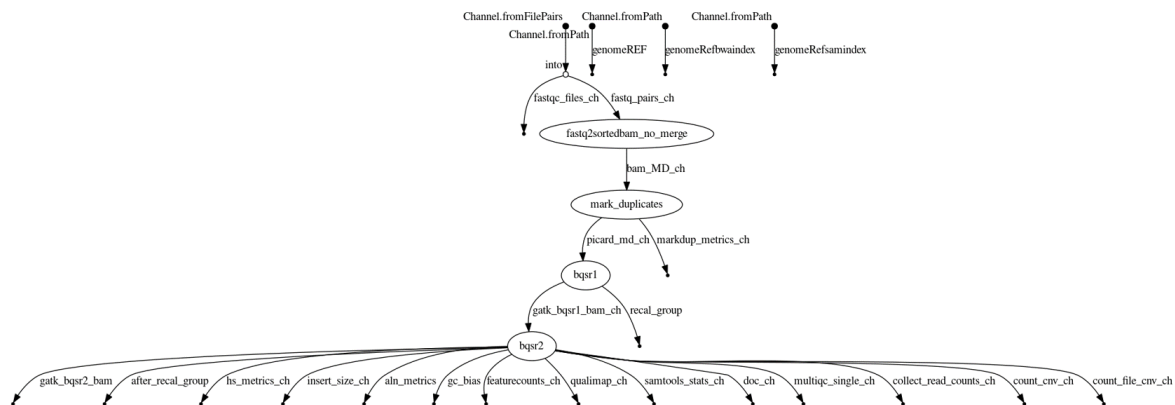 Channel.fromFilePairs Channel.fromPath Channel.fromPath
Channel.fromPath
genomeREF genomeRefbwaindex genomeRefsamindex
into
fastqc_files_ch fastq_pairs_ch
fastq2sortedbam_no_merge
bam_MD_ch
mark_duplicates
picard_md_ch markdup_metrics_ch
bqsr1
gatk_bqsr1_bam_ch recal_group
bqsr2
gatk_bqsr2_bam after_recal_group hs_metrics_ch insert_size_ch aln_metrics gc_bias featurecounts_ch qualimap_ch samtools_stats_ch doc_ch multiqc_single_ch collect_read_counts_ch count_cnv_ch count_file_cnv_ch